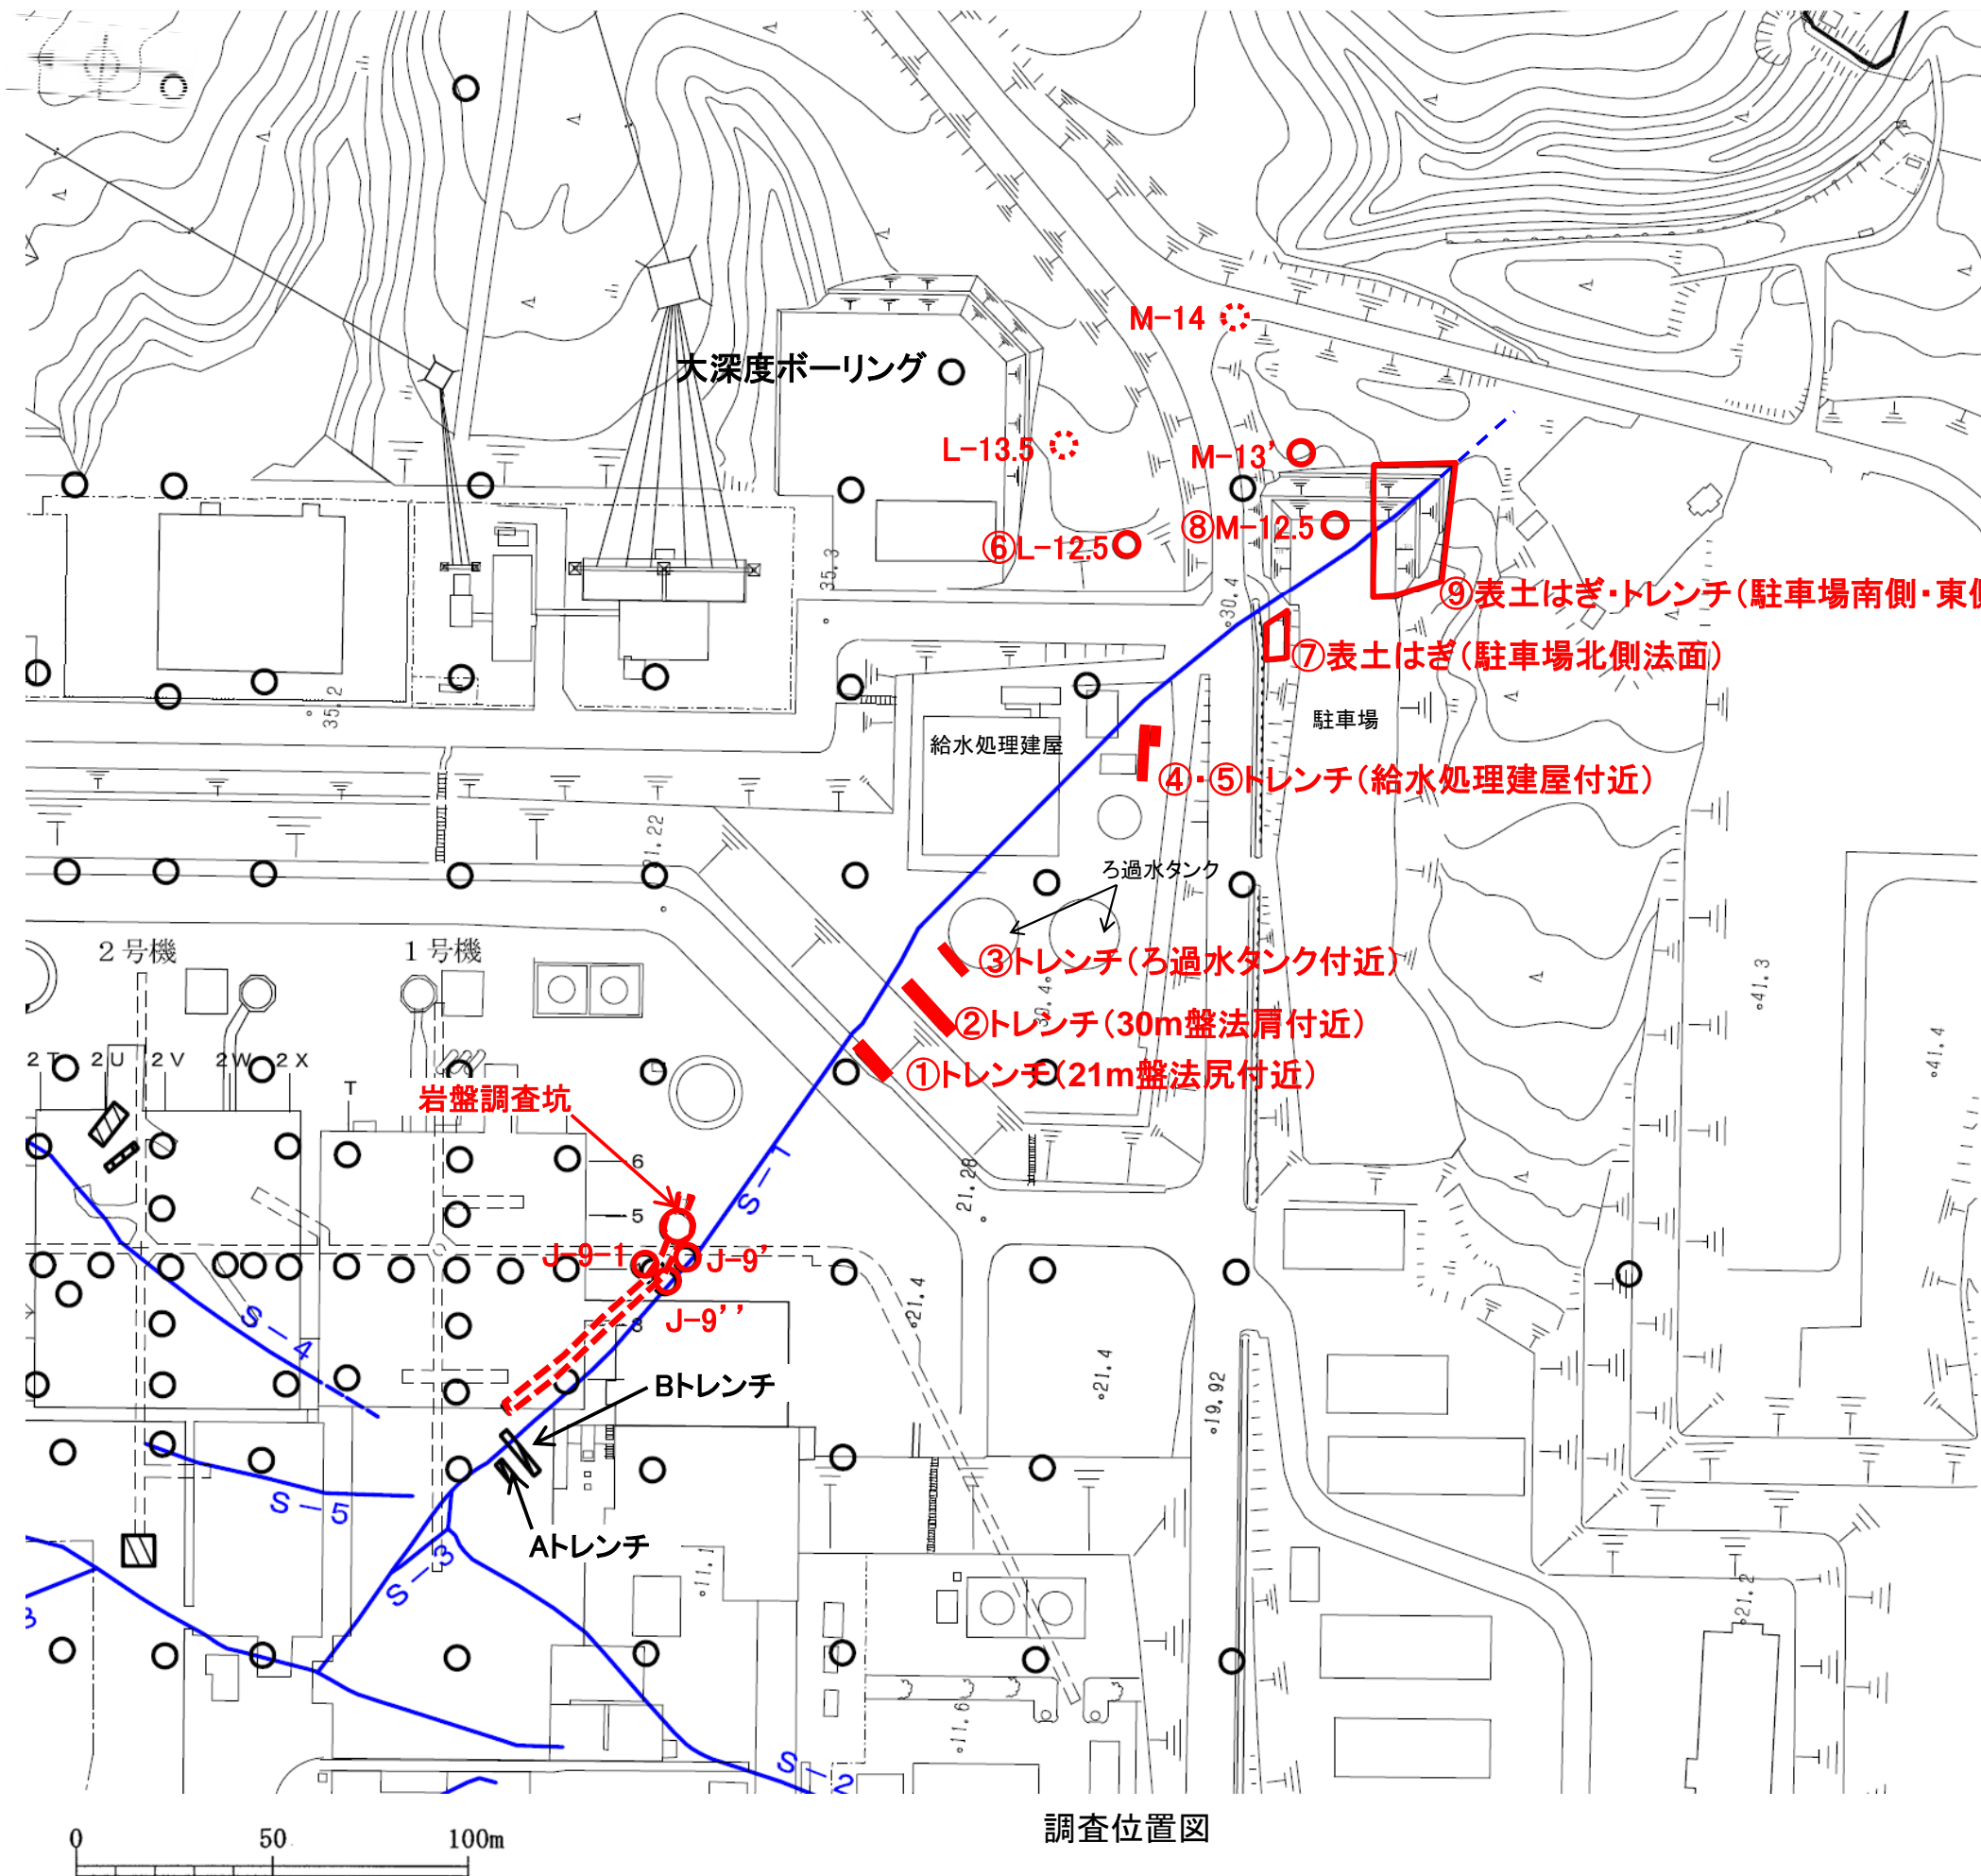 M-14
大深度ボーリング
L-13.5
M-13'
⑧M-12.5
⑥L-12.5
35.3
30.4
⑨表土はぎ・トレンチ(駐車場南側・東側
⑦表土はぎ(駐車場北側法面)
35.2
駐車場
給水処理建屋
④・⑤トレンチ(給水処理建屋付近)
ろ過水タンク
2号機
1号機
③トレンチ(ろ過水タンク付近)
41.3
②トレンチ(30m盤法肩付近)
41.4
2U
2V
2W
2X
T
①トレンチ(21m盤法尻付近)
岩盤調査坑
6
S-1
21.28
5
J-9-1
J-9'
21.4
S-4
J-9''
21.4
19.92
Bトレンチ
S-5
Aトレンチ
S-3
11.1
21.2
11.6
S-2
調査位置図
0
50
100m